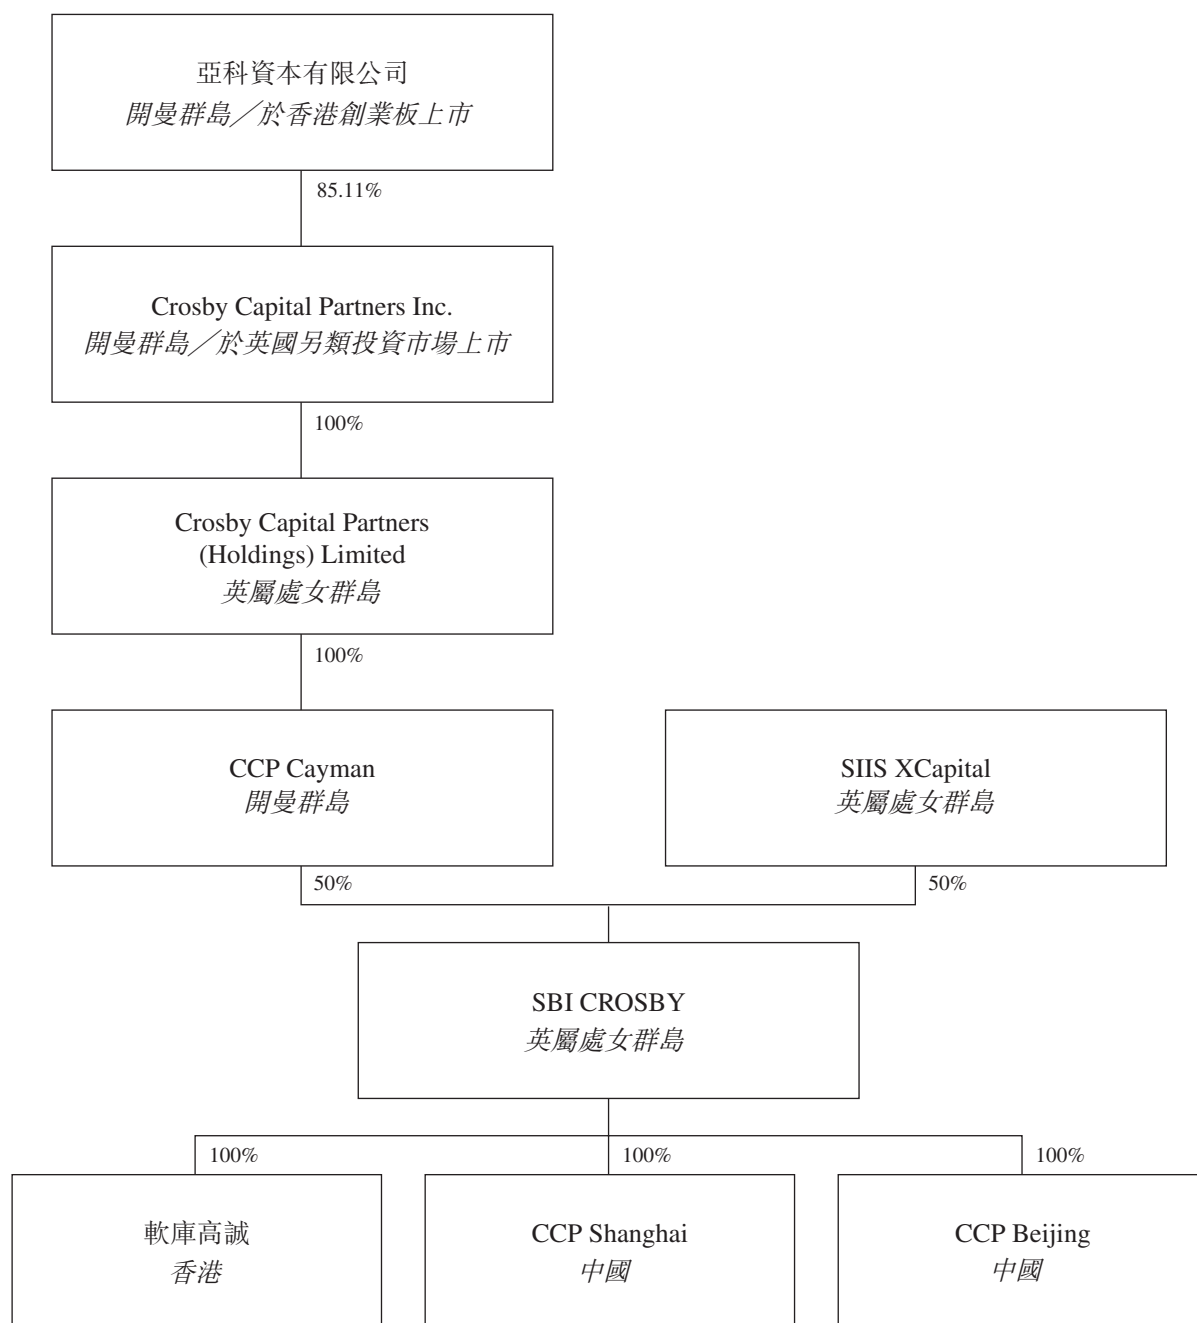 亞科資本有限公司
開曼群島／於香港創業板上市
85.11%
Crosby Capital Partners Inc.
開曼群島／於英國另類投資市場上市
100%
Crosby Capital Partners
(Holdings) Limited
英屬處女群島
100%
CCP Cayman
開曼群島
SIIS XCapital
英屬處女群島
50%
50%
SBI CROSBY
英屬處女群島
100%
100%
100%
軟庫高誠
香港
CCP Shanghai
中國
CCP Beijing
中國